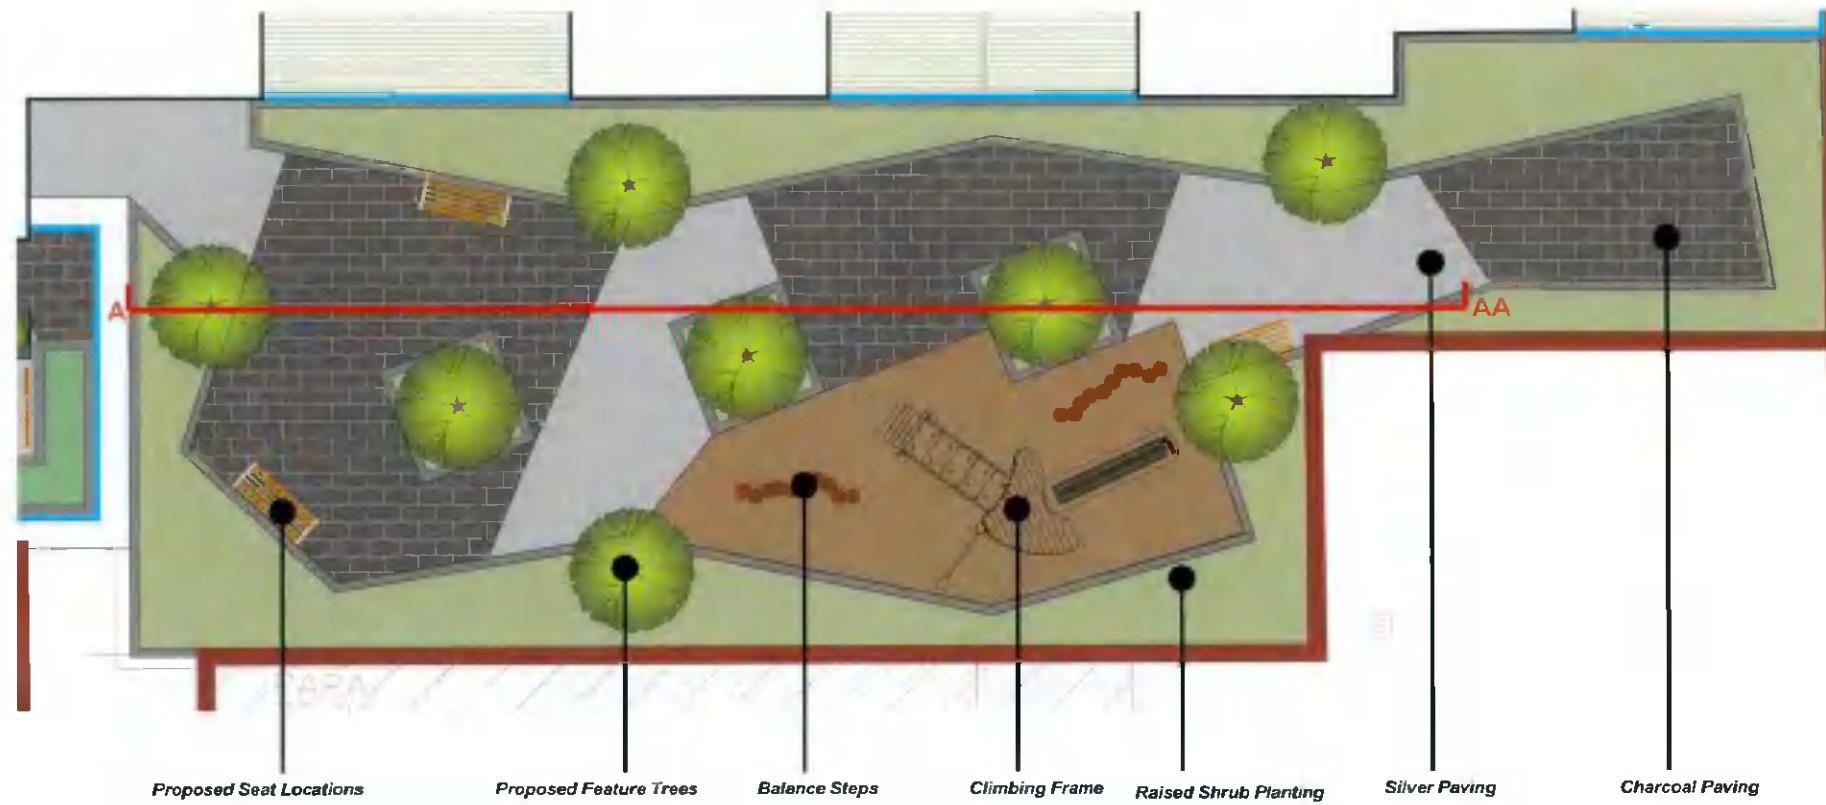 A
AA
Proposed Seat Locations
Proposed Feature Trees
Balance Steps
Climbing Frame
Raised Shrub Planting
Silver Paving
Charcoal Paving